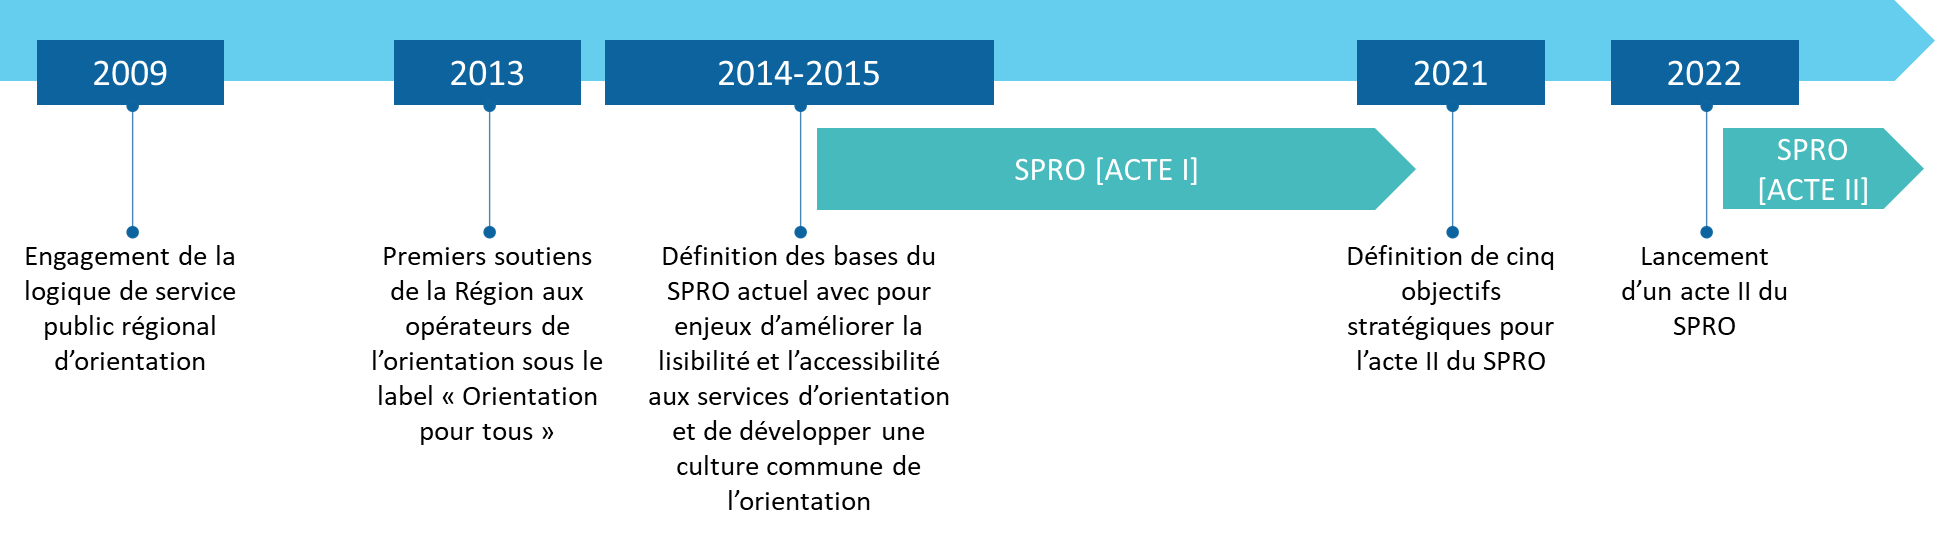 2009
2013
2014-2015
2021
2022
SPRO [ACTE I]
SPRO
[ACTE II]
Engagement de la
logique de service
public régional
d’orientation
Premiers soutiens
de la Région aux
opérateurs de
l’orientation sous le
label « Orientation
pour tous »
Définition des bases du
SPRO actuel avec pour
enjeux d’améliorer la
lisibilité et l’accessibilité
aux services d’orientation
et de développer une
culture commune de
l’orientation
Définition de cinq
objectifs
stratégiques pour
l’acte II du SPRO
Lancement
d’un acte II du
SPRO